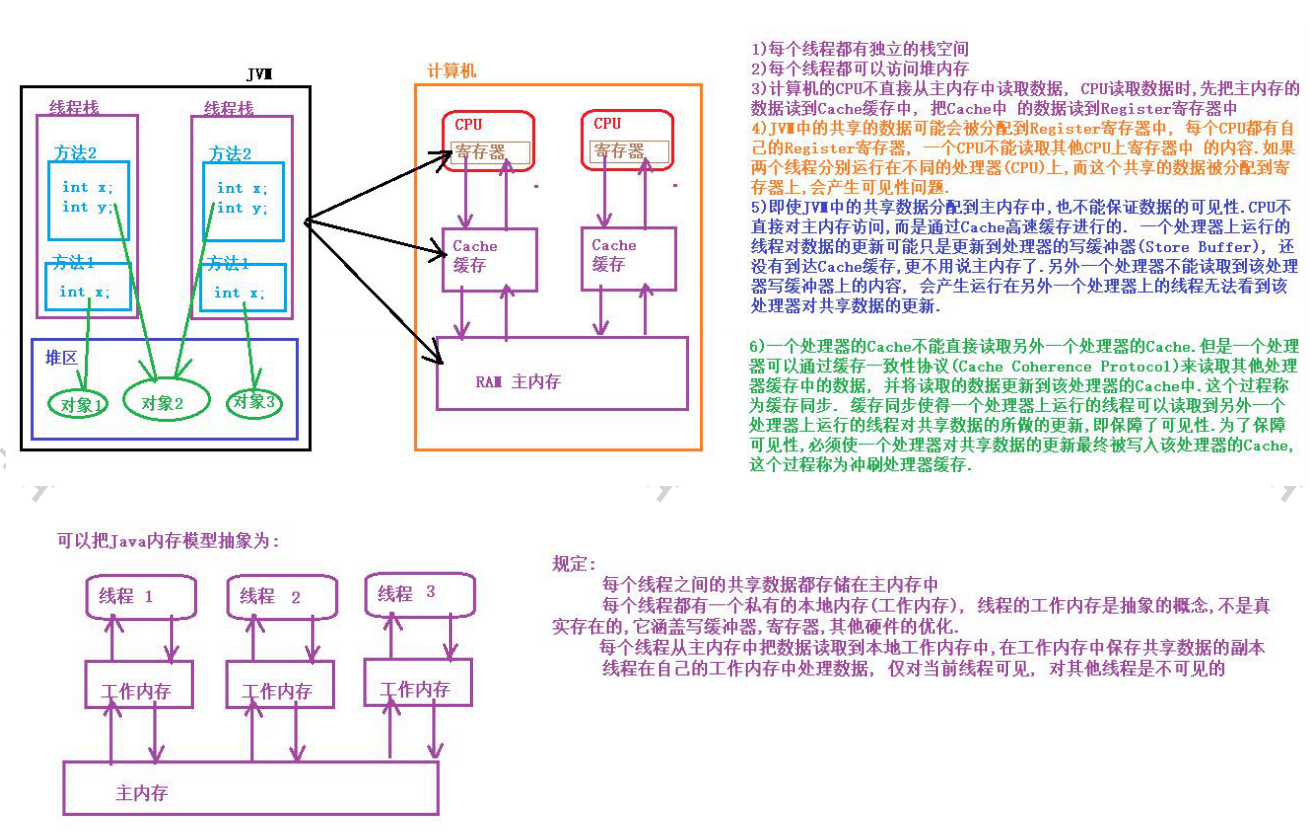 JVM
计算机
线程栈
线程栈
方法2
int x;
int y;
方法2
int x;
int y;
方法1
int x;
方法1
int x;
堆区
对象1
对象2
对象3
CPU
寄存器
CPU
寄存器
Cache
缓存
Cache
缓存
RAM 主内存
1)每个线程都有独立的栈空间
2)每个线程都可以访问堆内存
3)计算机的CPU不直接从主内存中读取数据, CPU读取数据时,先把主内存的
数据读到Cache缓存中, 把Cache中 的数据读到Register寄存器中
4)JVM中的共享的数据可能会被分配到Register寄存器中, 每个CPU都有自
己的Register寄存器, 一个CPU不能读取其他CPU上寄存器中 的内容.如果
两个线程分别运行在不同的处理器(CPU)上,而这个共享的数据被分配到寄
存器上,会产生可见性问题.
5)即使JVM中的共享数据分配到主内存中,也不能保证数据的可见性.CPU不
直接对主内存访问,而是通过Cache高速缓存进行的. 一个处理器上运行的
线程对数据的更新可能只是更新到处理器的写缓冲器(Store Buffer), 还
没有到达Cache缓存,更不用说主内存了.另外一个处理器不能读取到该处理
器写缓冲器上的内容, 会产生运行在另外一个处理器上的线程无法看到该
处理器对共享数据的更新.
6)一个处理器的Cache不能直接读取另外一个处理器的Cache.但是一个处理
器可以通过缓存一致性协议(Cache Coherence Protocol)来读取其他处理
器缓存中的数据, 并将读取的数据更新到该处理器的Cache中.这个过程称
为缓存同步. 缓存同步使得一个处理器上运行的线程可以读取到另外一个
处理器上运行的线程对共享数据的所做的更新,即保障了可见性.为了保障
可见性,必须使一个处理器对共享数据的更新最终被写入该处理器的Cache,
这个过程称为冲刷处理器缓存.
可以把Java内存模型抽象为:
线程 1
线程 2
线程 3
工作内存
工作内存
工作内存
主内存
规定:
每个线程之间的共享数据都存储在主内存中
每个线程都有一个私有的本地内存(工作内存), 线程的工作内存是抽象的概念,不是真
实存在的,它涵盖写缓冲器,寄存器,其他硬件的优化.
每个线程从主内存中把数据读取到本地工作内存中,在工作内存中保存共享数据的副本
线程在自己的工作内存中处理数据, 仅对当前线程可见, 对其他线程是不可见的